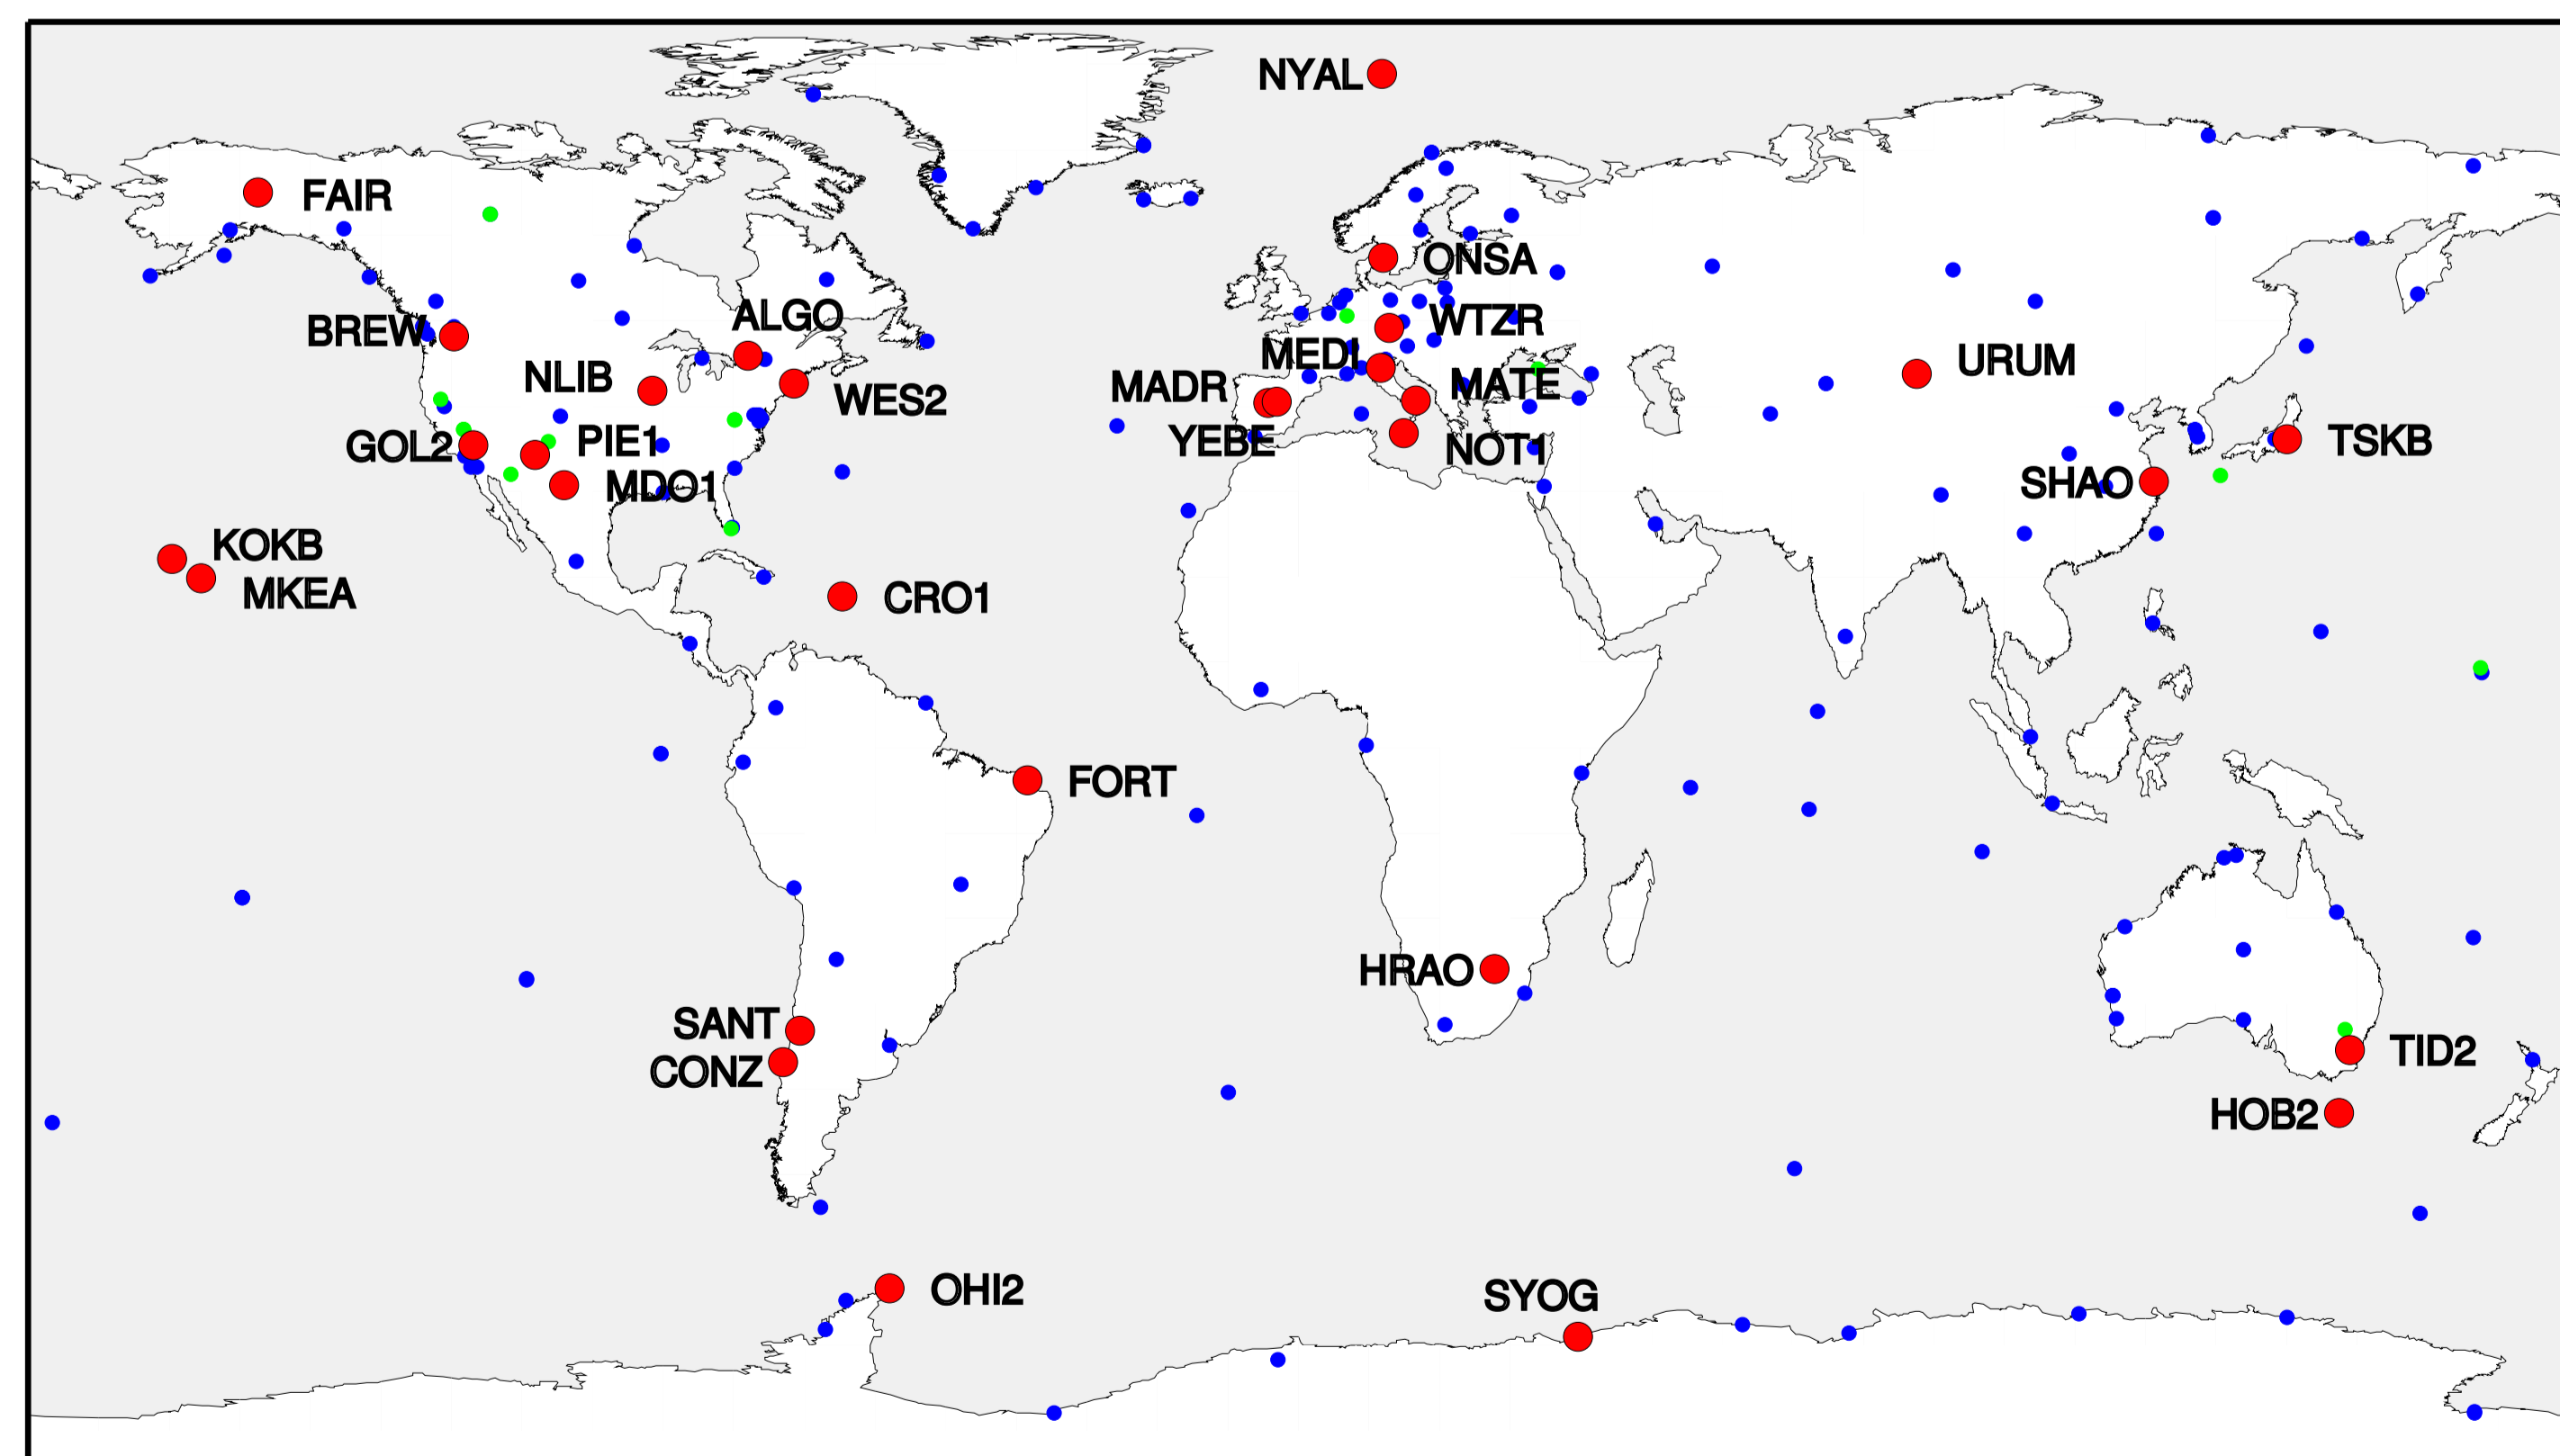 NYAL
FAIR
ONSA
ALGO
WTZR
BREW
MEDI
URUM
NLIB
MADR
MATE
WES2
GOL2
PIE1
YEBE
NOT1
TSKB
MDO1
SHAO
KOKB
MKEA
CRO1
FORT
HRAO
SANT
CONZ
TID2
HOB2
OHI2
SYOG